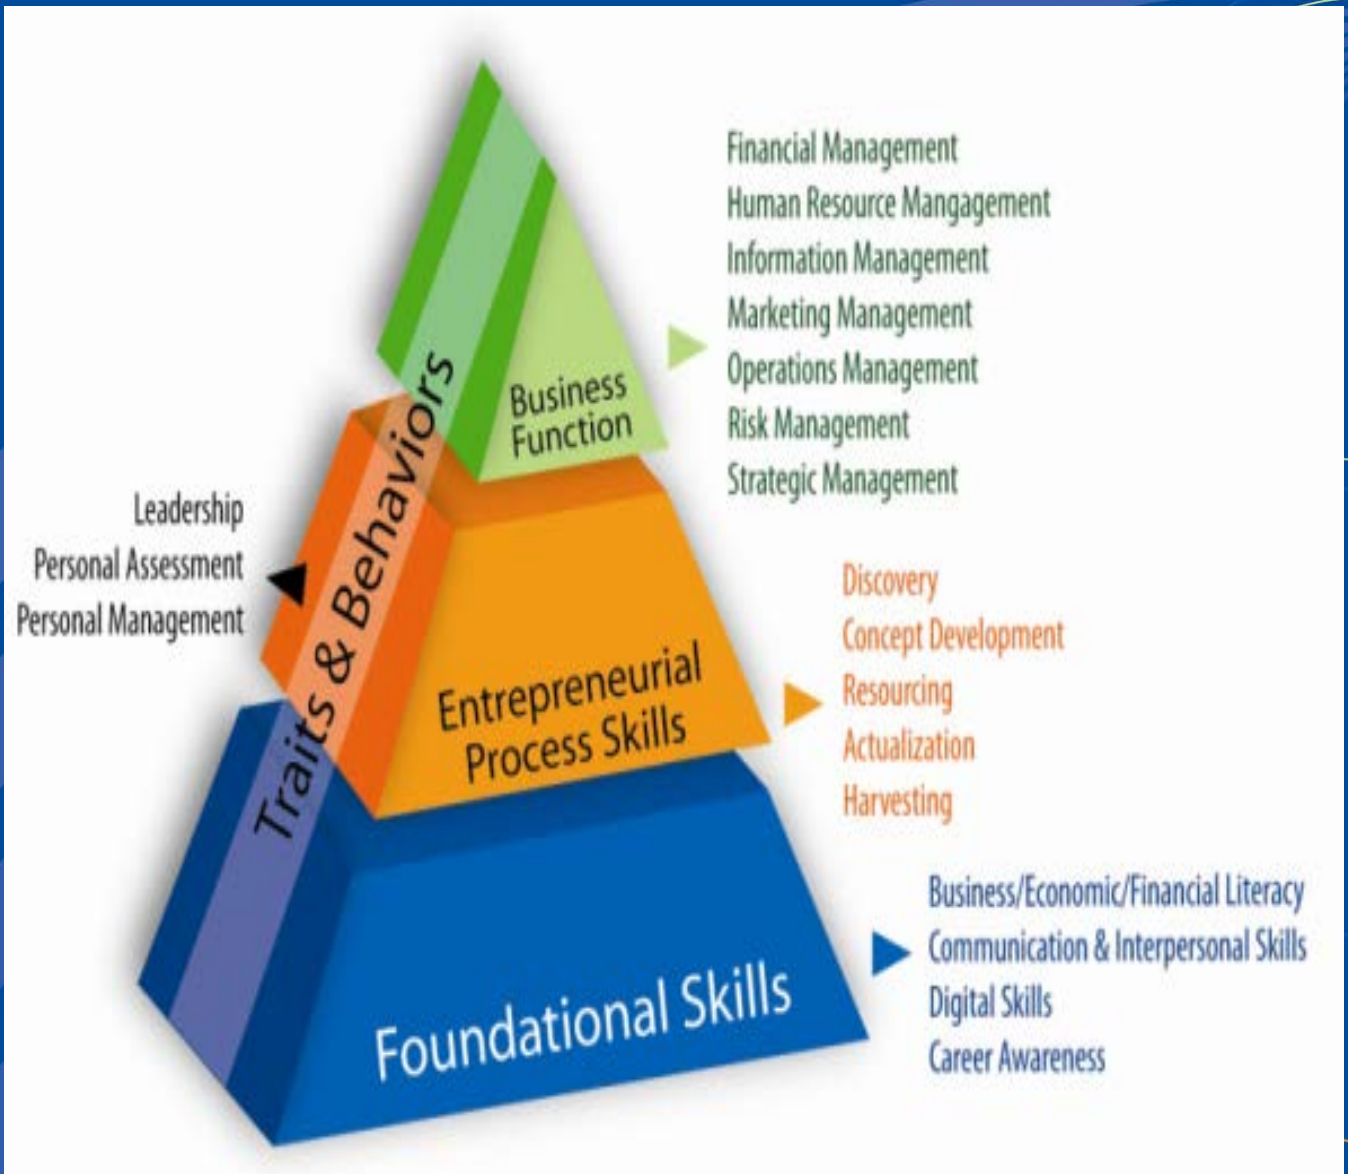 Financial Management
Human Resource Mangagement
Information Management
Marketing Management
Operations Management
Risk Management
Strategic Management
Business
Function
Traits & Behaviors
Leadership
Personal Assessment
Personal Management
Entrepreneurial
Process Skills
Discovery
Concept Development
Resourcing
Actualization
Harvesting
Foundational Skills
Business/Economic/Financial Literacy
Communication & Interpersonal Skills
Digital Skills
Career Awareness